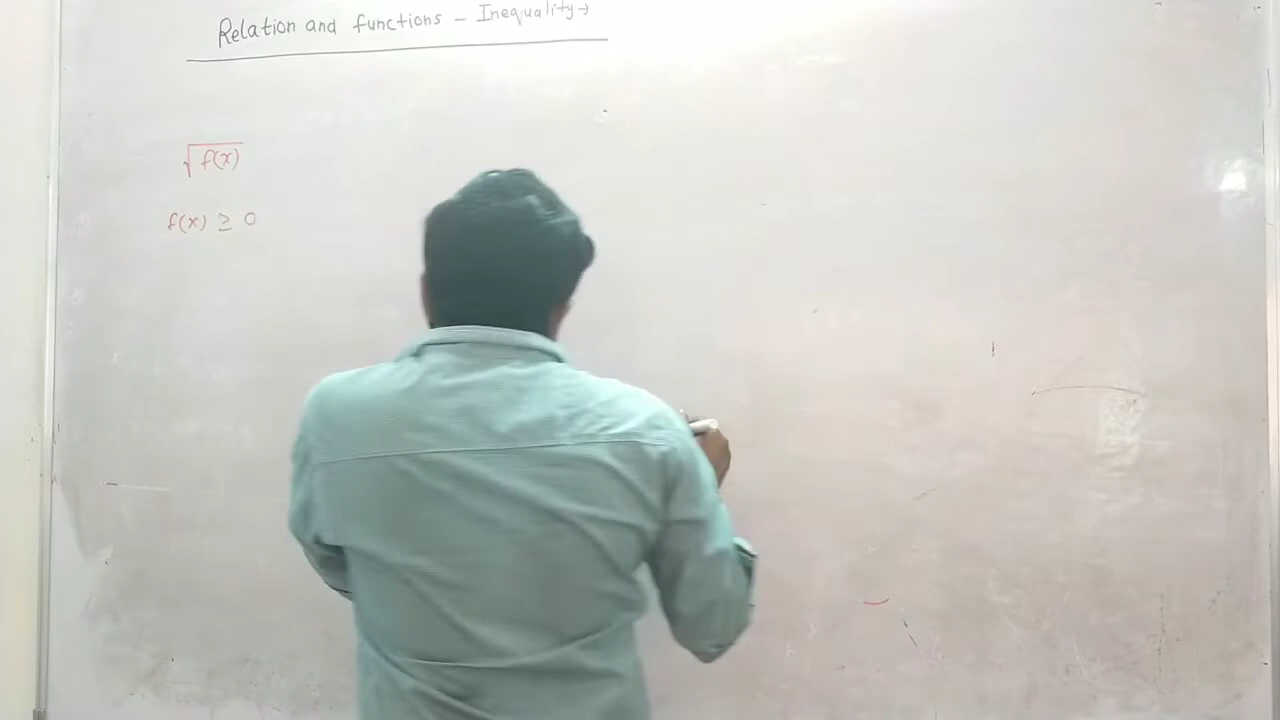 Relation and functions - Inequality→
√f(x)
f(x) ≥ 0